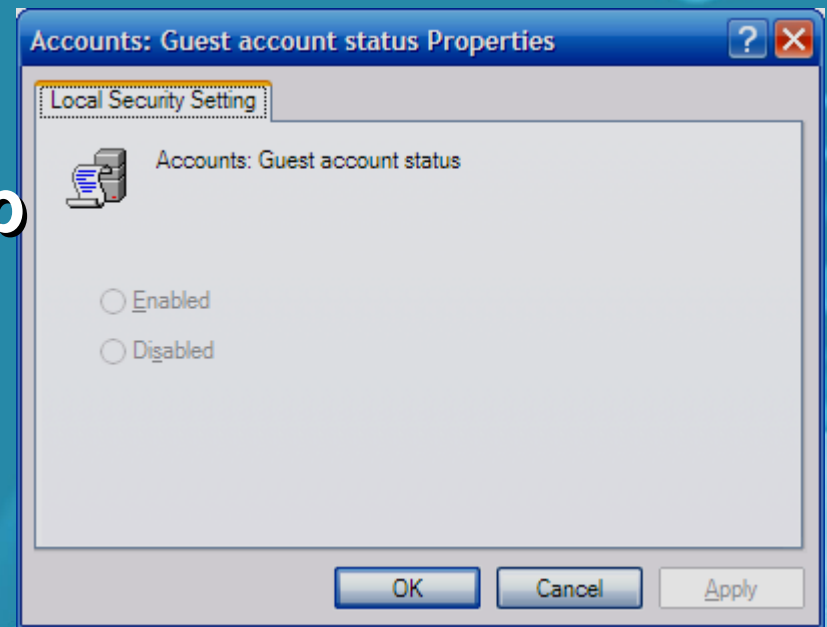 Accounts: Guest account status Properties
Local Security Setting
Accounts: Guest account status
Enabled
Disabled
OK
Cancel
Apply